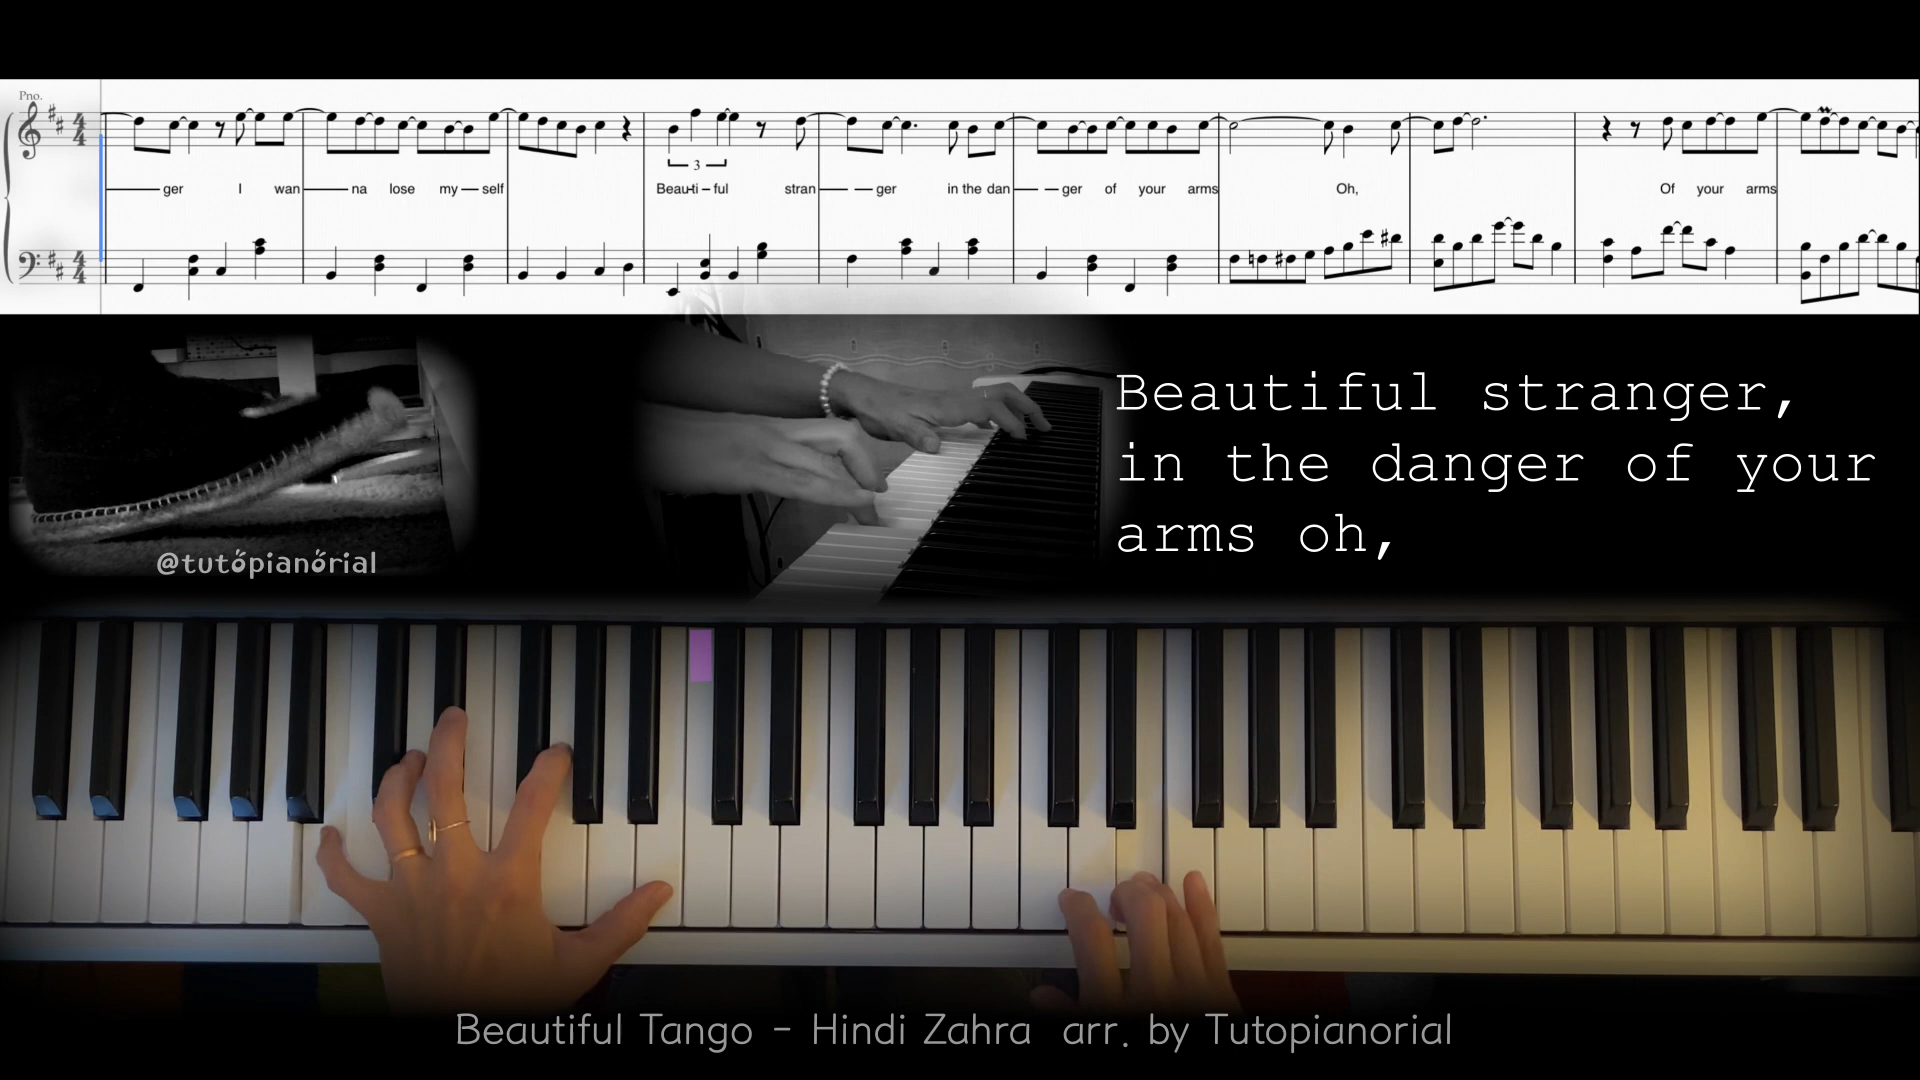 Pno.
ger I wan na lose my self Beau ti ful stran ger in the dan ger of your arms Oh, Of your arms
3
Beautiful stranger,
in the danger of your
arms oh,
@tutopianorial
Beautiful Tango - Hindi Zahra arr. by Tutopianorial